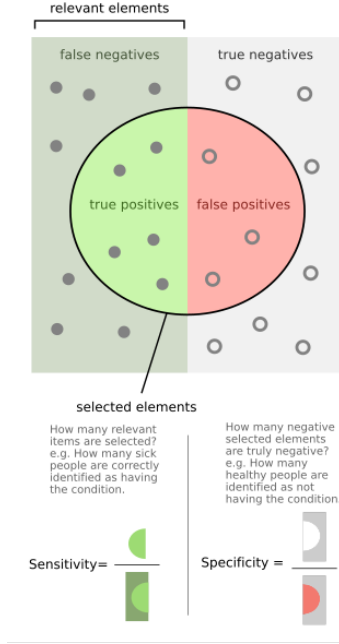 relevant elements
false negatives
true negatives
true positives
false positives
selected elements
How many relevant
items are selected?
e.g. How many sick
people are correctly
identified as having
the condition.
How many negative
selected elements
are truly negative?
e.g. How many
healthy people are
identified as not
having the condition
Sensitivity=
Specificity =